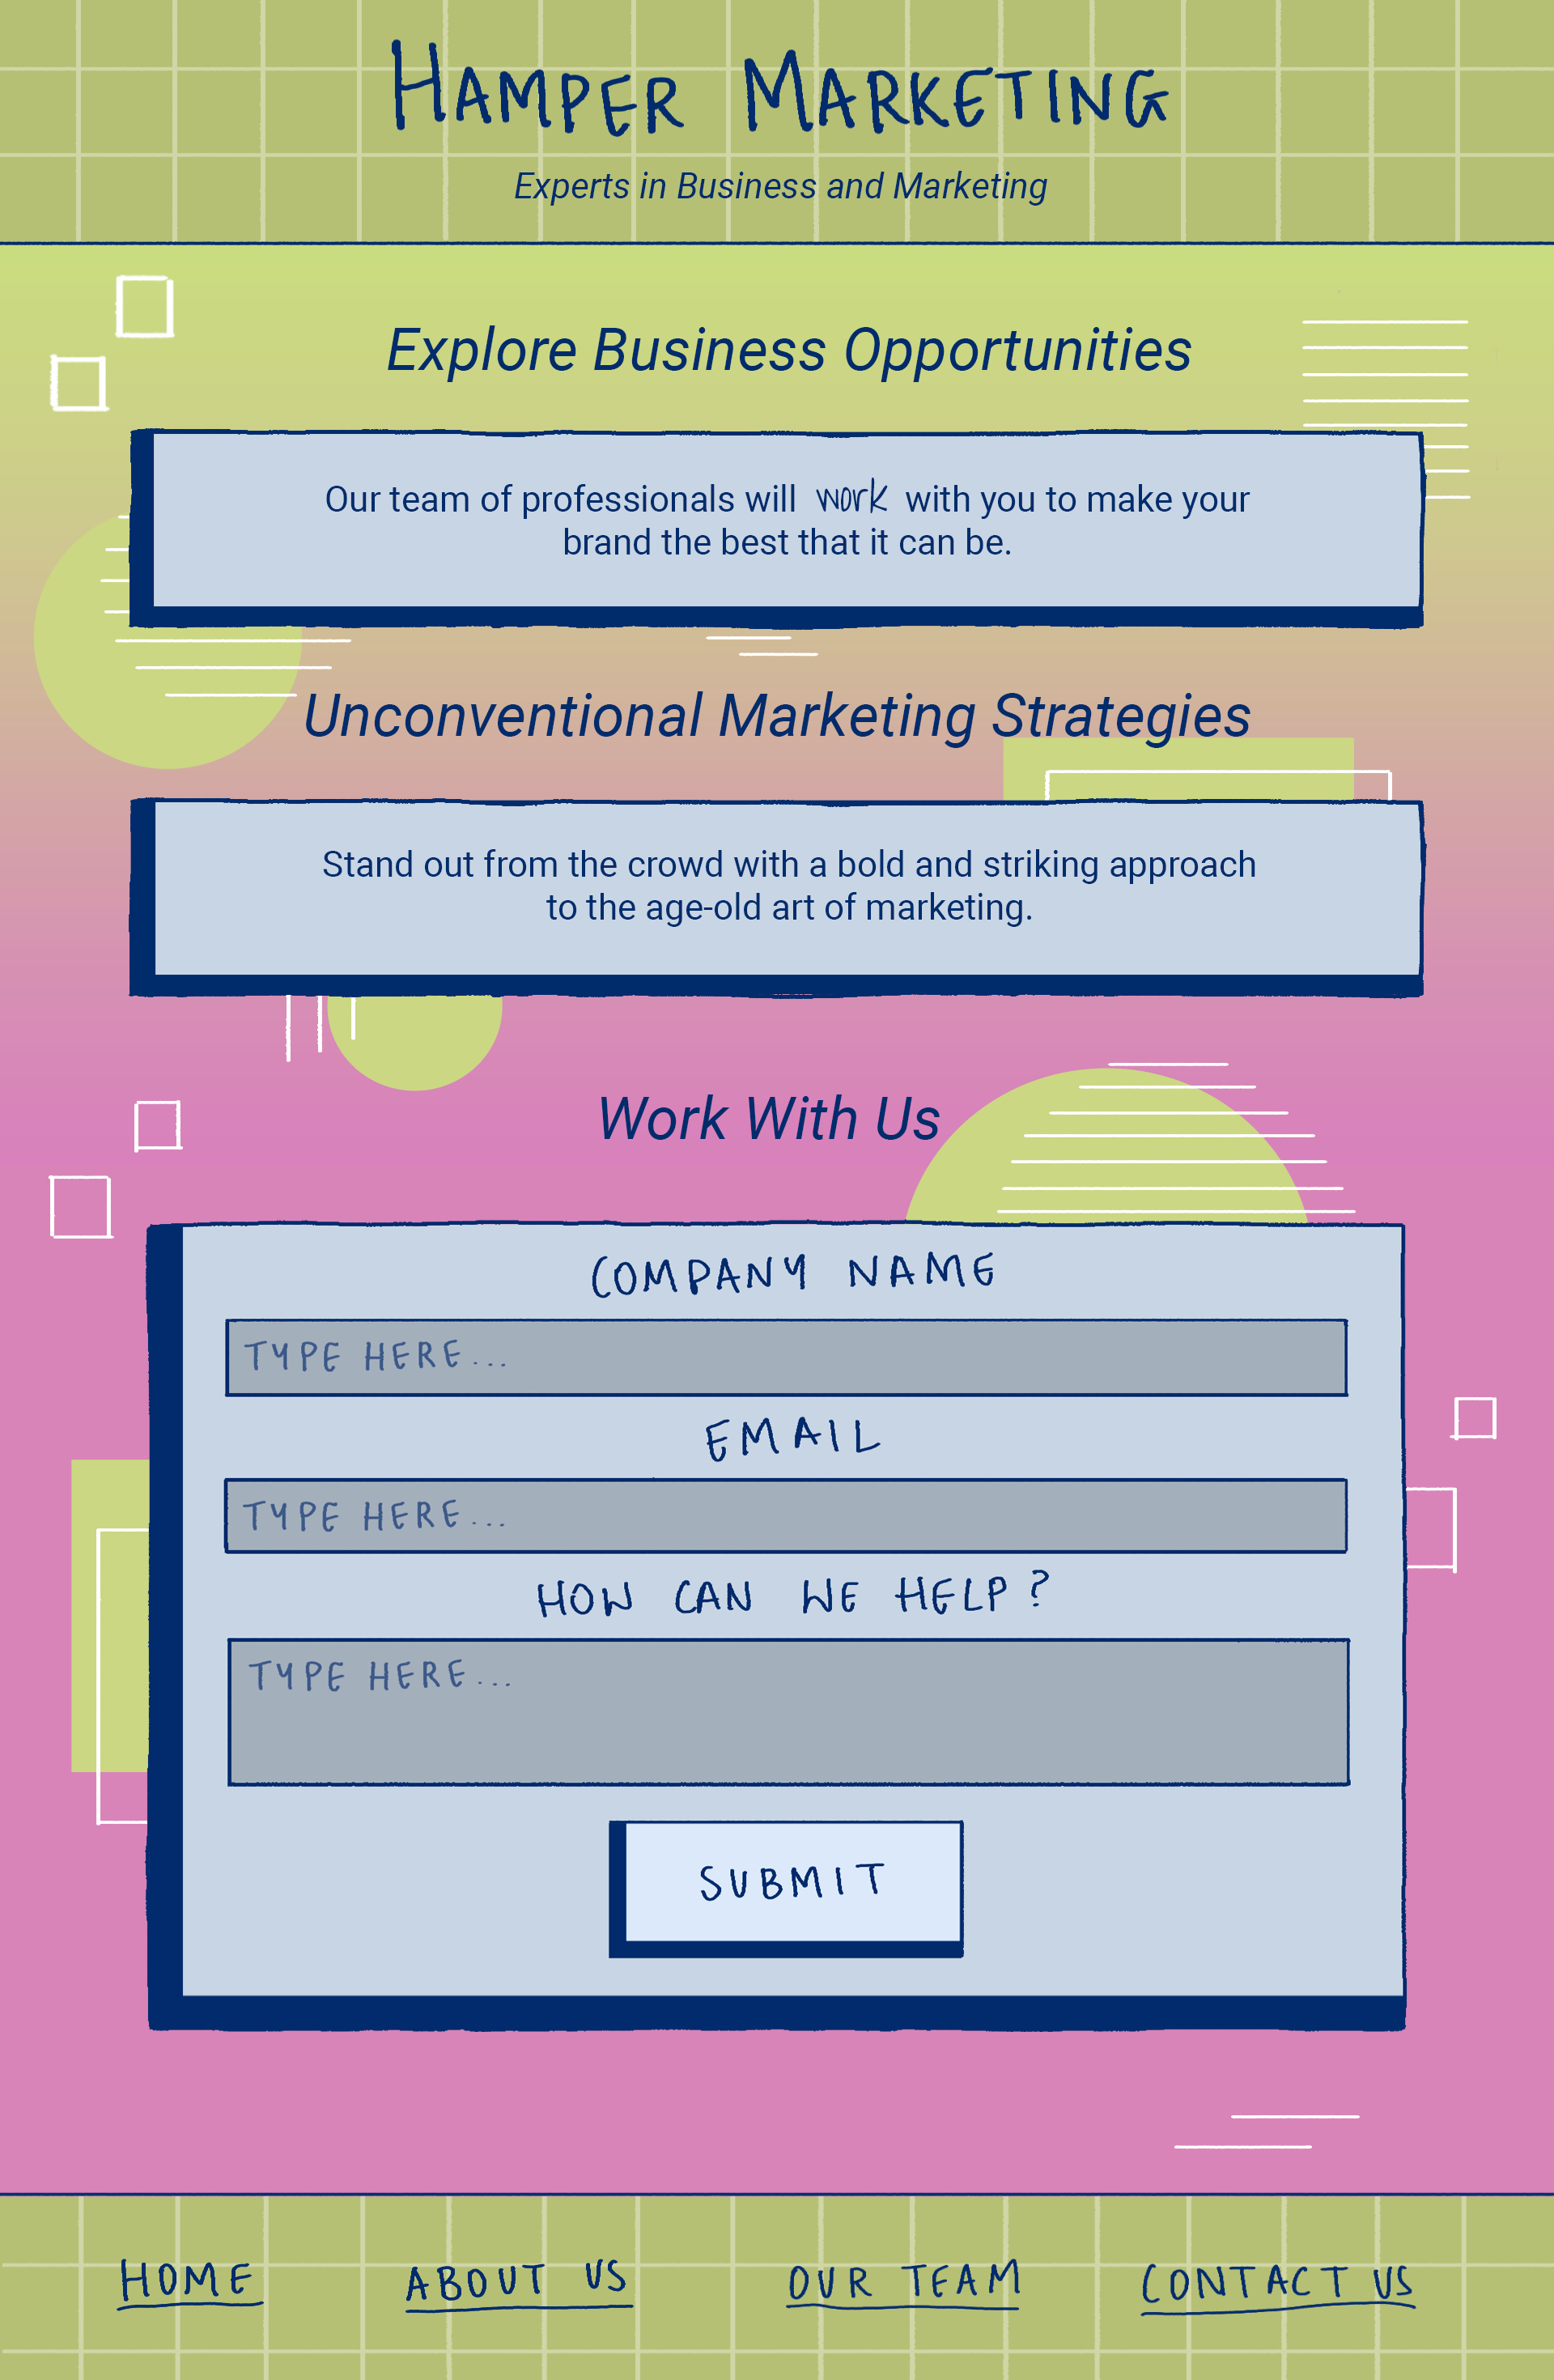 HAMPER MARKETING
Experts in Business and Marketing
Explore Business Opportunities
Our team of professionals will work with you to make your
brand the best that it can be.
Unconventional Marketing Strategies
Stand out from the crowd with a bold and striking approach
to the age-old art of marketing.
Work With Us
COMPANY NAME
TYPE HERE...
EMAIL
TYPE HERE...
HOW CAN WE HELP?
TYPE HERE...
SUBMIT
HOME ABOUT US OUR TEAM CONTACT US